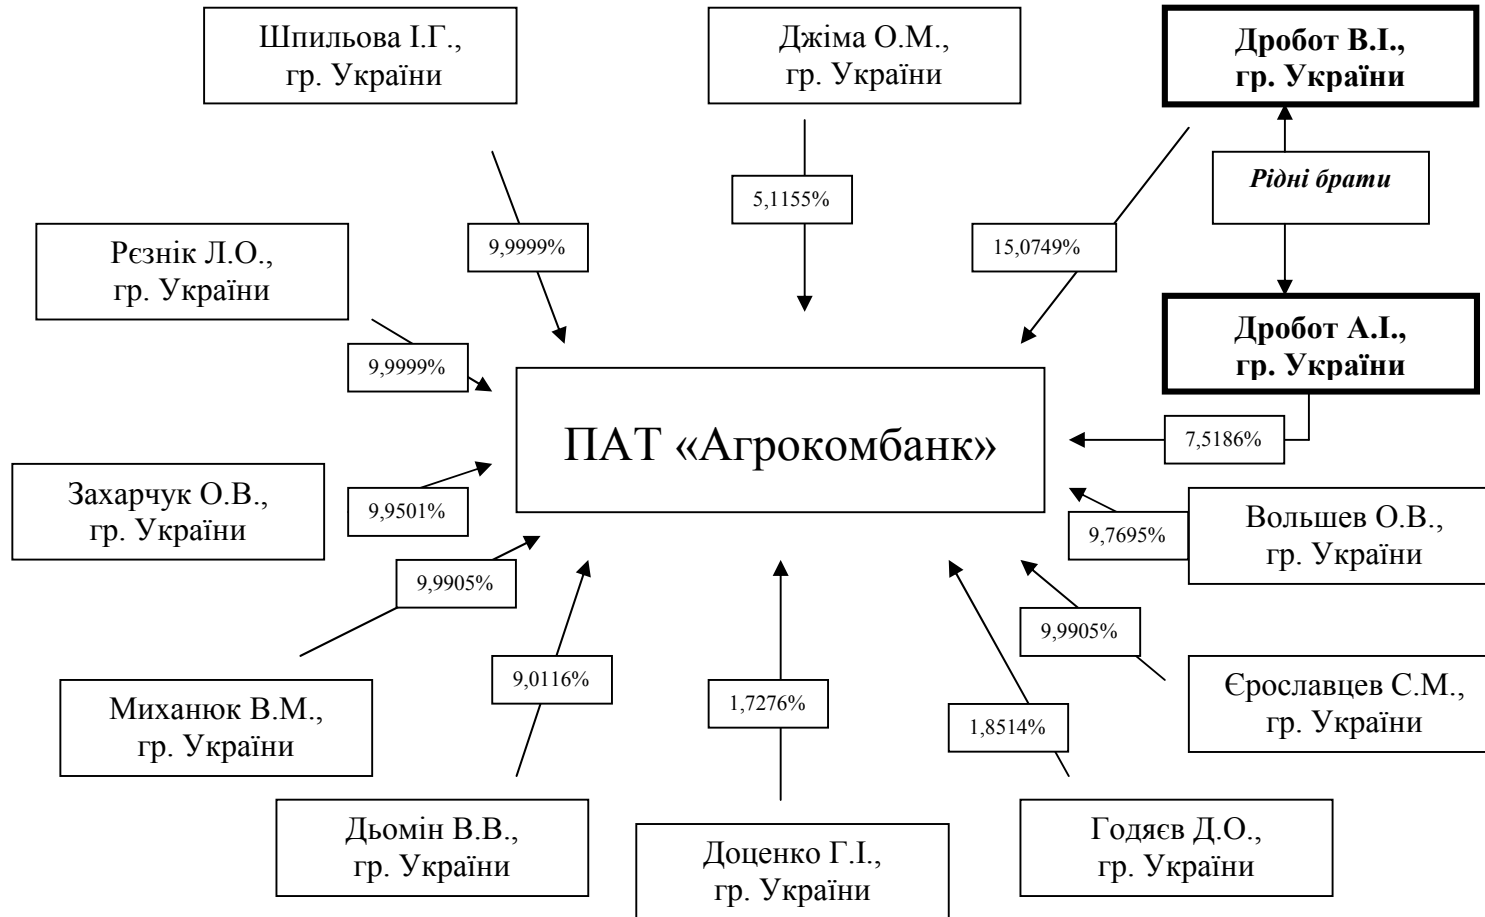 Шпильова І.Г.,
гр. України
Джіма О.М.,
гр. України
Дробот В.І.,
гр. України
Рідні брати
5,1155%
9,9999%
15,0749%
Рєзнік Л.О.,
гр. України
9,9999%
Дробот А.І.,
гр. України
ПАТ «Агрокомбанк»
7,5186%
Захарчук О.В.,
гр. України
9,9501%
Вольшев О.В.,
гр. України
9,7695%
9,9905%
9,9905%
Миханюк В.М.,
гр. України
9,0116%
1,7276%
1,8514%
Єрославцев С.М.,
гр. України
Дьомін В.В.,
гр. України
Доценко Г.І.,
гр. України
Годяєв Д.О.,
гр. України